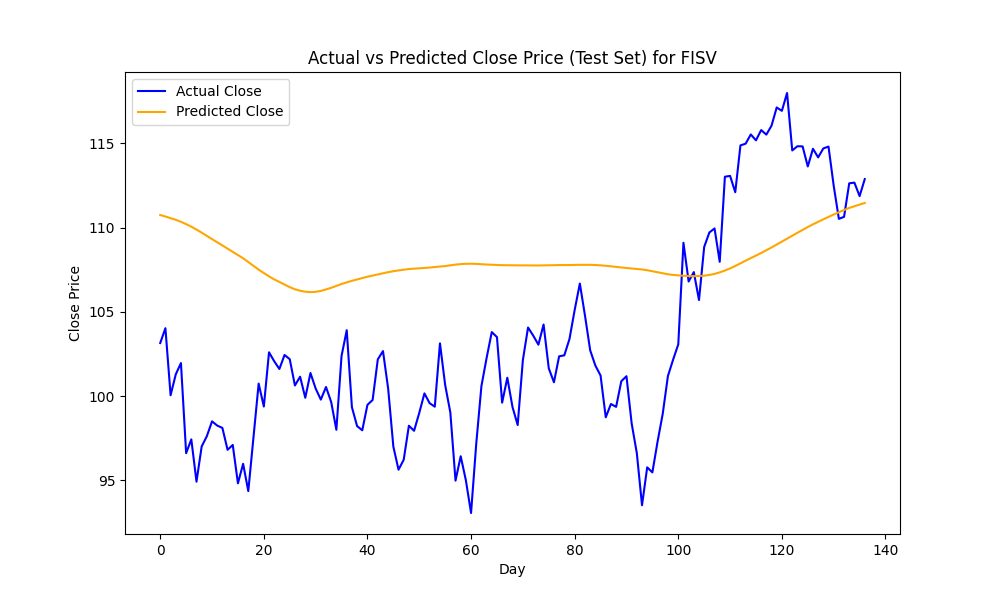 Actual vs Predicted Close Price (Test Set) for FISV
Actual Close
Predicted Close
115
110
105
100
95
Close Price
0 20 40 60 80 100 120 140
Day